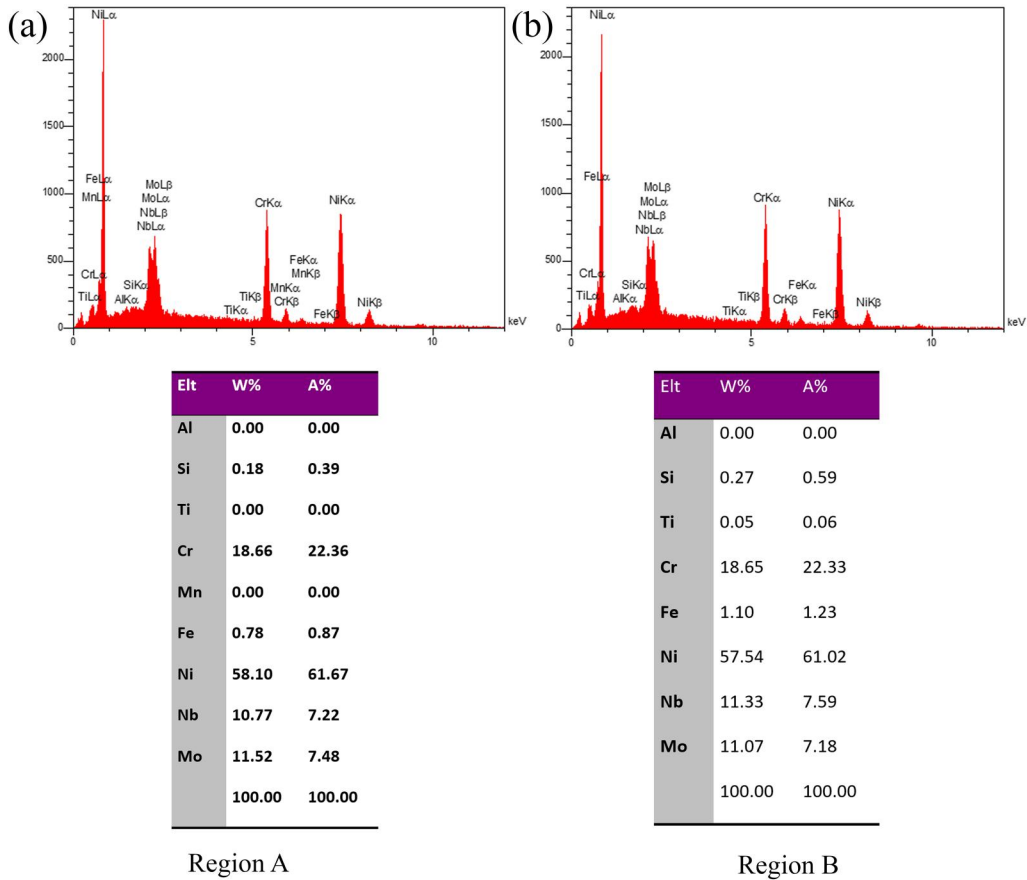 (a)
NiLα
2000
1500
1000
500
0
FeLα
MnLα
CrLα
TiLα
SiKα
AlKα
MoLβ
MoLα
NbLβ
NbLα
CrKα
TiKβ
TiKα
FeKα
MnKβ
MnKα
CrKβ
FeKβ
NiKα
NiKβ
keV
0 5 10
Elt W% A%
Al 0.00 0.00
Si 0.18 0.39
Ti 0.00 0.00
Cr 18.66 22.36
Mn 0.00 0.00
Fe 0.78 0.87
Ni 58.10 61.67
Nb 10.77 7.22
Mo 11.52 7.48
100.00 100.00
Region A
(b)
NiLα
2000
1500
1000
500
0
FeLα
CrLα
TiLα
SiKα
AlKα
MoLβ
MoLα
NbLβ
NbLα
CrKα
TiKβ
TiKα
CrKβ
FeKα
FeKβ
NiKα
NiKβ
keV
0 5 10
Elt W% A%
Al 0.00 0.00
Si 0.27 0.59
Ti 0.05 0.06
Cr 18.65 22.33
Fe 1.10 1.23
Ni 57.54 61.02
Nb 11.33 7.59
Mo 11.07 7.18
100.00 100.00
Region B